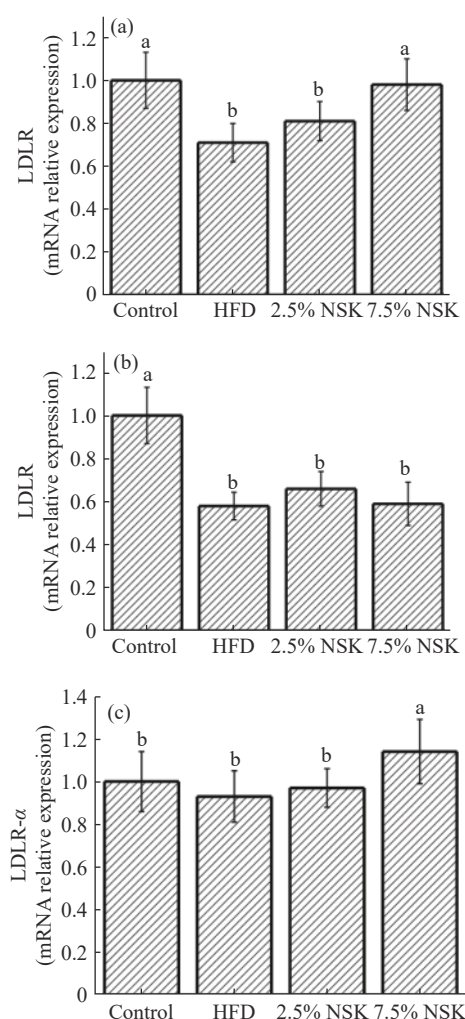 (a)
LDLR
(mRNA relative expression)
1.2
1.0
0.8
0.6
0.4
0.2
0
a
b
b
a
Control HFD 2.5% NSK 7.5% NSK
(b)
LDLR
(mRNA relative expression)
1.2
1.0
0.8
0.6
0.4
0.2
0
a
b
b
b
Control HFD 2.5% NSK 7.5% NSK
(c)
LDLR-α
(mRNA relative expression)
1.4
1.2
1.0
0.8
0.6
0.4
0.2
0
b
b
b
a
Control HFD 2.5% NSK 7.5% NSK